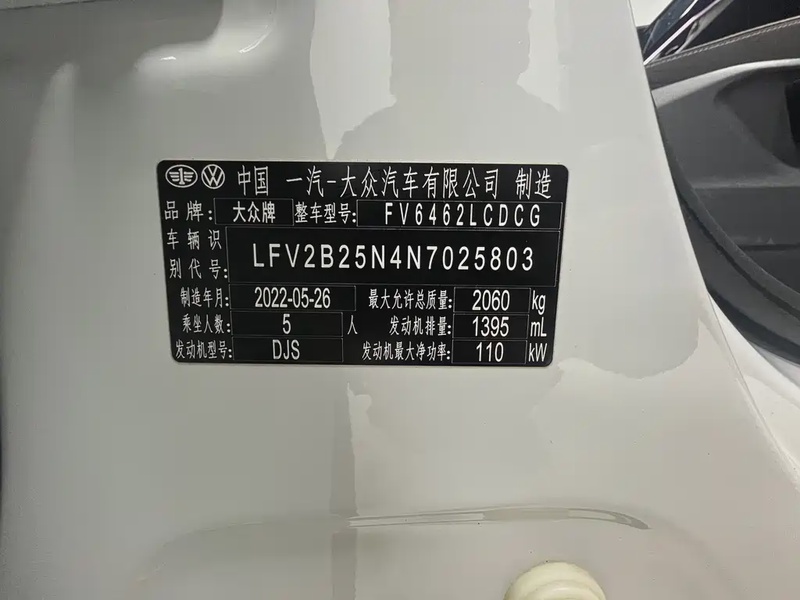 中国 一汽-大众汽车有限公司 制造
品牌: 大众牌 整车型号: FV6462LCDCG
车辆识别代号: LFV2B25N4N7025803
制造年月: 2022-05-26 最大允许总质量: 2060 kg
乘坐人数: 5 人 发动机排量: 1395 mL
发动机型号: DJS 发动机最大净功率: 110 kW